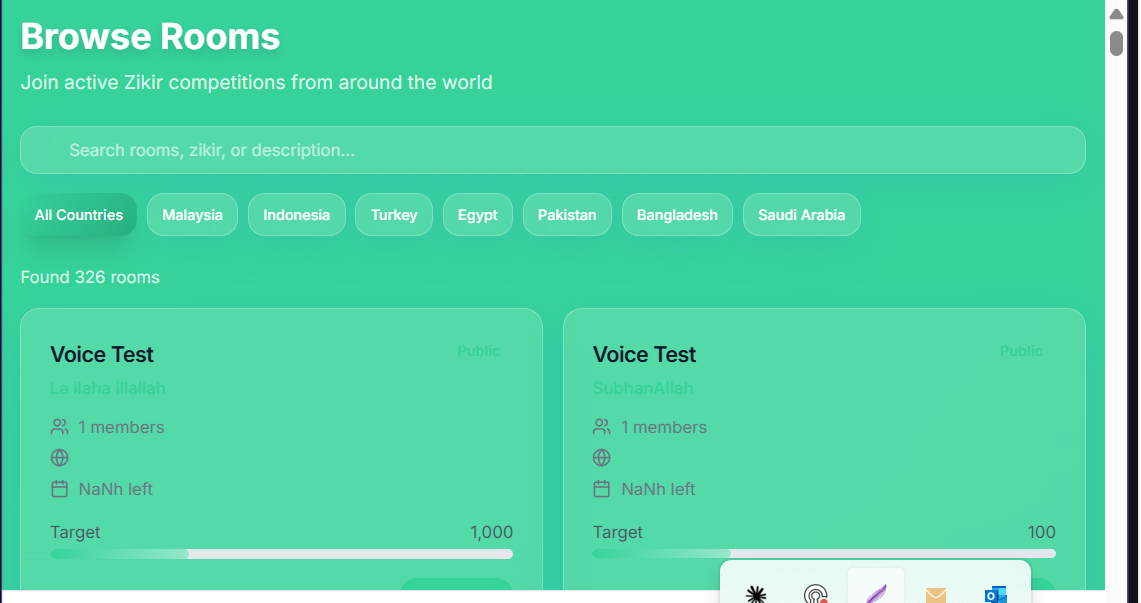 Browse Rooms
Join active Zikir competitions from around the world
Search rooms, zikir, or description...
All Countries Malaysia Indonesia Turkey Egypt Pakistan Bangladesh Saudi Arabia
Found 326 rooms
Voice Test Public
La ilaha illallah
1 members
NaNh left
Target 1,000
Voice Test Public
SubhanAllah
1 members
NaNh left
Target 100